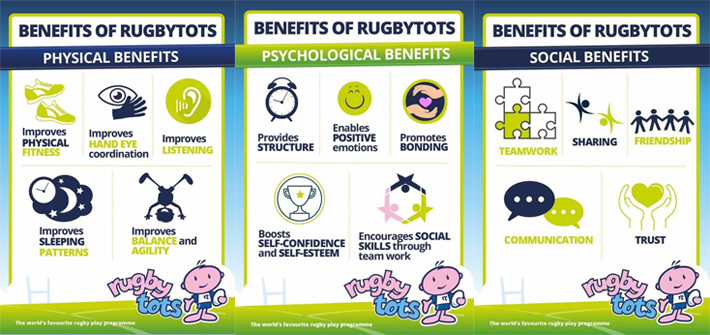 BENEFITS OF RUGBYTOTS
PHYSICAL BENEFITS
Improves
PHYSICAL
FITNESS
Improves
HAND EYE
coordination
Improves
LISTENING
Improves
SLEEPING
PATTERNS
Improves
BALANCE and
AGILITY
rugby
tots
The world's favourite rugby play programme
BENEFITS OF RUGBYTOTS
PSYCHOLOGICAL BENEFITS
Provides
STRUCTURE
Enables
POSITIVE
emotions
Promotes
BONDING
Boosts
SELF-CONFIDENCE
and SELF-ESTEEM
Encourages SOCIAL
SKILLS through
team work
rugby
tots
The world's favourite rugby play programme
BENEFITS OF RUGBYTOTS
SOCIAL BENEFITS
TEAMWORK
SHARING
FRIENDSHIP
COMMUNICATION
TRUST
rugby
tots
The world's favourite rugby play programme